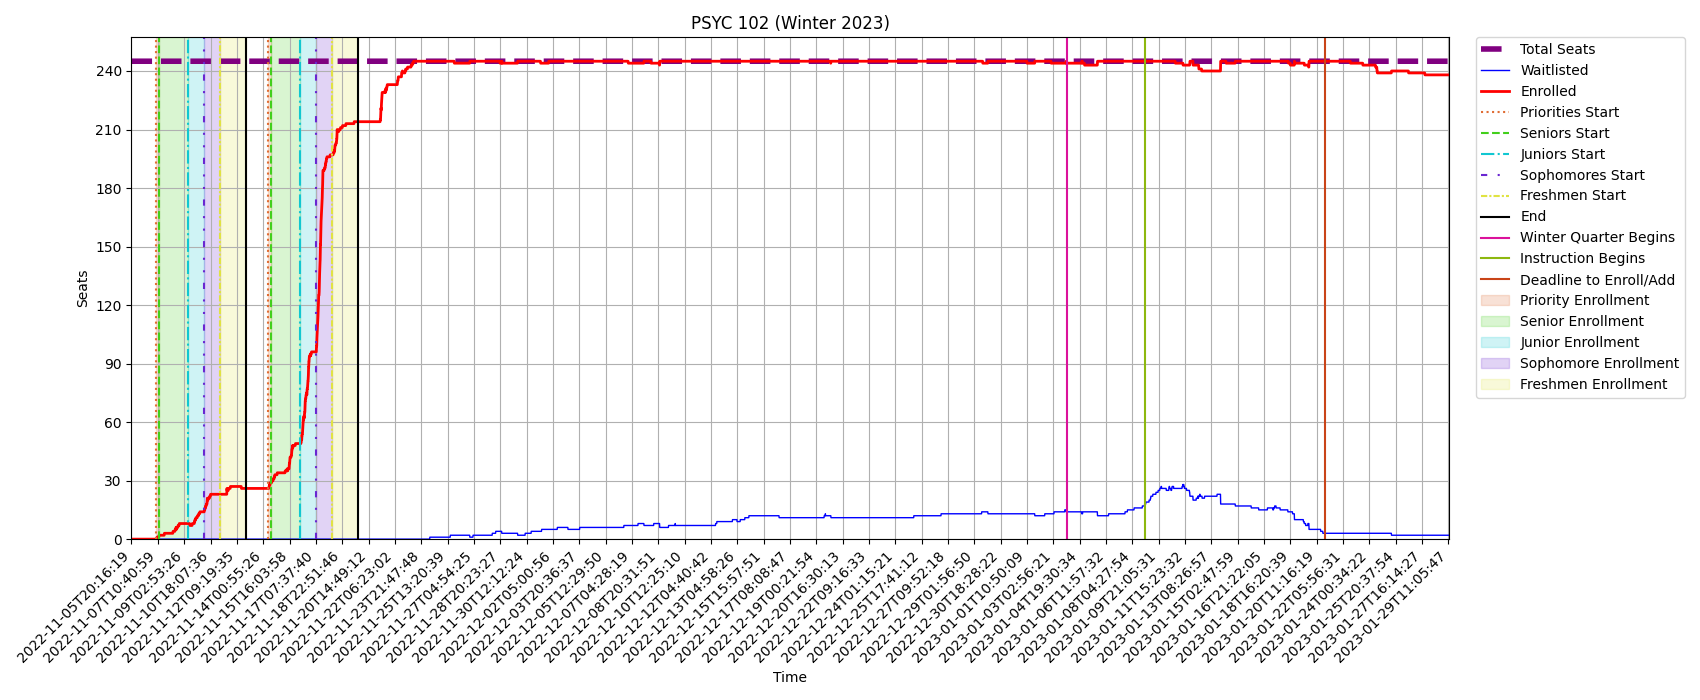 PSYC 102 (Winter 2023)
Seats
240
210
180
150
120
90
60
30
0
2022-11-05T20:16:19
2022-11-07T10:40:59
2022-11-09T02:53:26
2022-11-10T18:07:36
2022-11-12T09:19:35
2022-11-14T00:55:26
2022-11-15T16:03:58
2022-11-17T07:37:40
2022-11-18T22:51:46
2022-11-20T14:49:12
2022-11-22T06:23:02
2022-11-23T21:47:48
2022-11-25T13:20:39
2022-11-27T04:54:25
2022-11-28T20:23:27
2022-11-30T12:12:24
2022-12-02T05:00:56
2022-12-03T20:36:37
2022-12-05T12:29:50
2022-12-07T04:28:19
2022-12-08T20:31:51
2022-12-10T12:25:10
2022-12-12T04:40:42
2022-12-13T04:58:26
2022-12-15T15:57:51
2022-12-17T08:08:47
2022-12-19T00:21:54
2022-12-20T16:30:13
2022-12-22T09:16:33
2022-12-24T01:15:21
2022-12-25T17:41:12
2022-12-27T09:52:18
2022-12-29T01:56:50
2022-12-30T18:28:22
2023-01-01T10:50:09
2023-01-03T02:56:21
2023-01-04T19:30:34
2023-01-06T11:57:32
2023-01-08T04:27:54
2023-01-09T21:05:31
2023-01-11T15:23:32
2023-01-13T08:26:57
2023-01-15T02:47:59
2023-01-16T21:22:05
2023-01-18T16:20:39
2023-01-20T11:16:19
2023-01-22T05:56:31
2023-01-24T00:34:22
2023-01-25T20:37:54
2023-01-27T16:14:27
2023-01-29T11:05:47
Time
Total Seats
Waitlisted
Enrolled
Priorities Start
Seniors Start
Juniors Start
Sophomores Start
Freshmen Start
End
Winter Quarter Begins
Instruction Begins
Deadline to Enroll/Add
Priority Enrollment
Senior Enrollment
Junior Enrollment
Sophomore Enrollment
Freshmen Enrollment